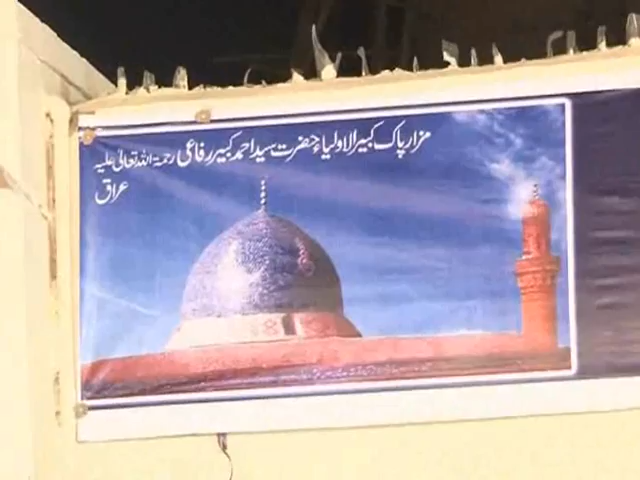 مزار پاک کبیر الاولیاء حضرت سید احمد کبیر رفاعی رحمۃ اللہ تعالیٰ علیہ
عراق